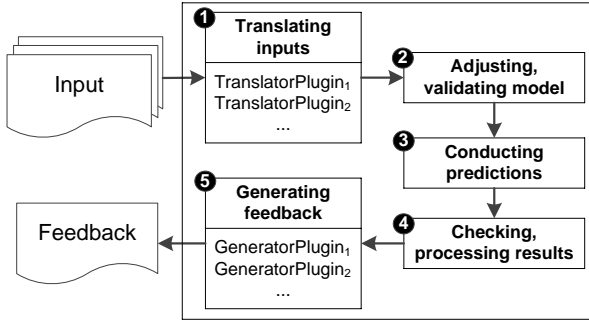 Input
1
Translating
inputs
TranslatorPlugin₁
TranslatorPlugin₂
...
2
Adjusting,
validating model
3
Conducting
predictions
4
Checking,
processing results
5
Generating
feedback
GeneratorPlugin₁
GeneratorPlugin₂
...
Feedback